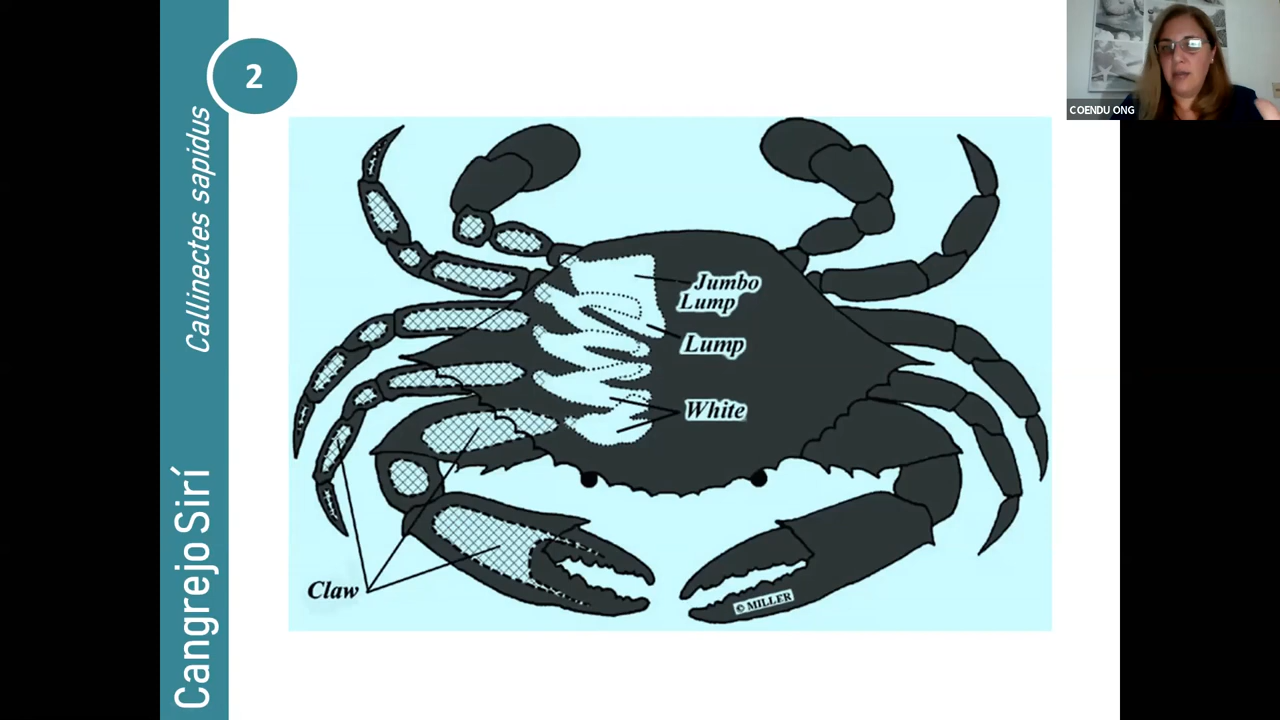 2
Callinectes sapidus
Cangrejo Sirí
Jumbo
Lump
Lump
White
Claw
© MILLER
COENDU ONG